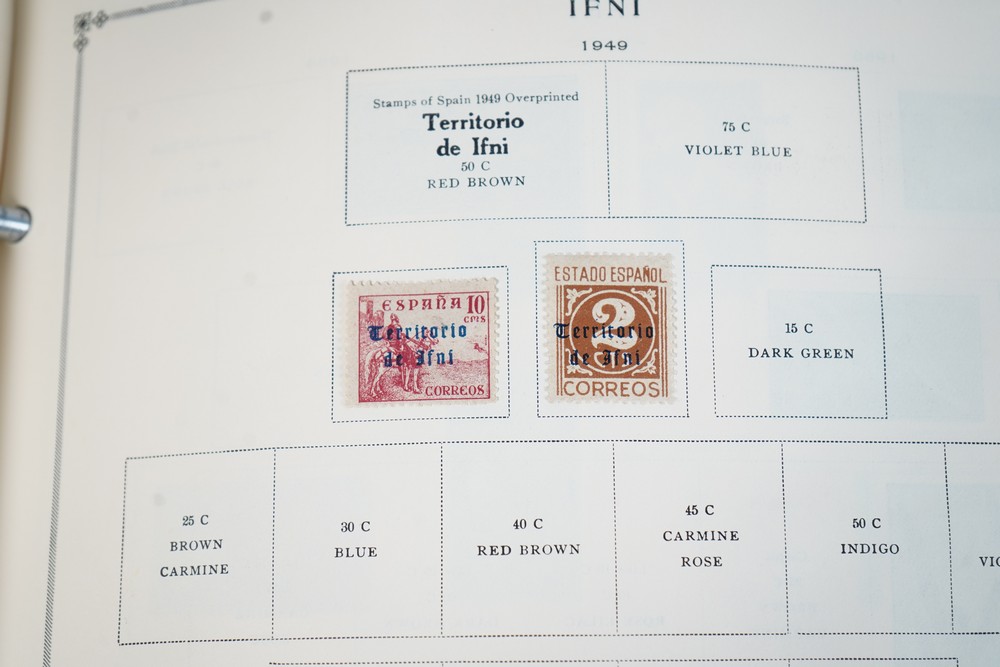 IFNI
1949
Stamps of Spain 1949 Overprinted
Territorio
de Ifni
50 C
RED BROWN
75 C
VIOLET BLUE
ESPAÑA 10
CTS
Territorio
de Ifni
CORREOS
ESTADO ESPAÑOL
2
Territorio
de Ifni
CORREOS
15 C
DARK GREEN
25 C
BROWN
CARMINE
30 C
BLUE
40 C
RED BROWN
45 C
CARMINE
ROSE
50 C
INDIGO